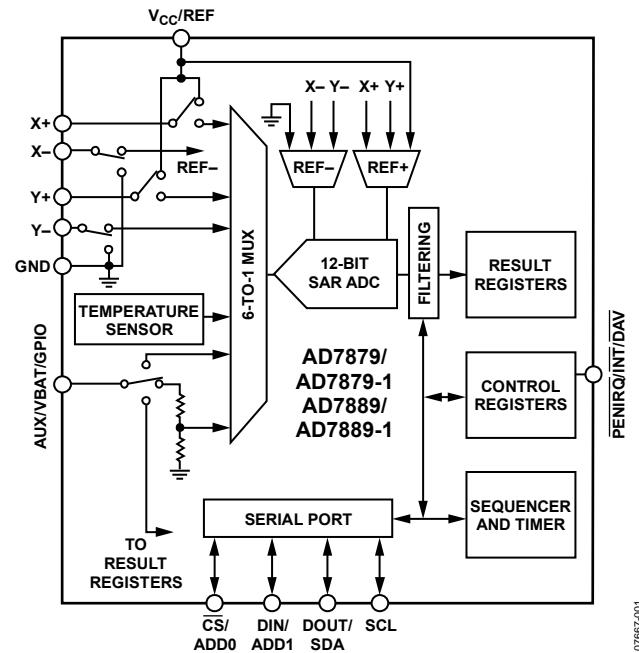 VCC/REF
X– Y– X+ Y+
X+
X–
REF–
Y+
Y–
GND
REF–
REF+
6-TO-1 MUX
12-BIT
SAR ADC
FILTERING
RESULT
REGISTERS
TEMPERATURE
SENSOR
AUX/VBAT/GPIO
AD7879/
AD7879-1
AD7889/
AD7889-1
CONTROL
REGISTERS
PENIRQ/INT/DAV
SEQUENCER
AND TIMER
SERIAL PORT
TO
RESULT
REGISTERS
CS/
ADD0
DIN/
ADD1
DOUT/
SDA
SCL
07667-001